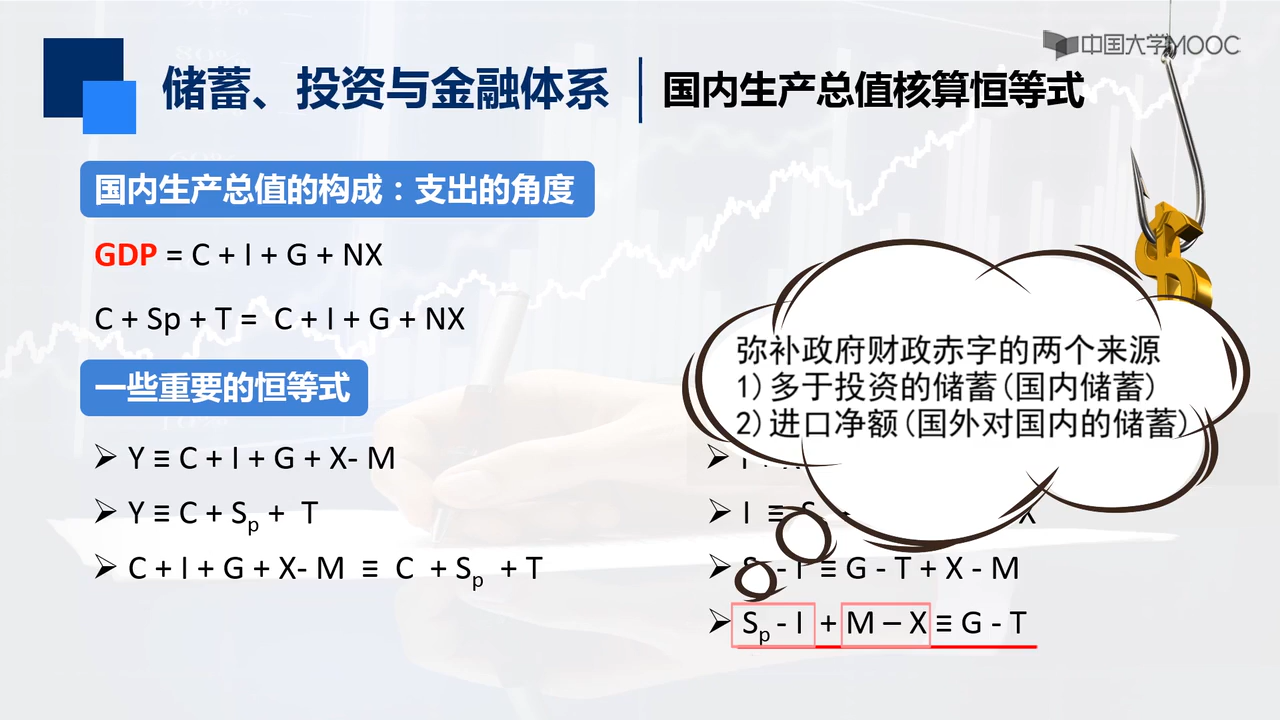 中国大学MOOC
储蓄、投资与金融体系
国内生产总值核算恒等式
国内生产总值的构成：支出的角度
GDP = C + I + G + NX
C + Sp + T = C + I + G + NX
一些重要的恒等式
Y ≡ C + I + G + X- M
Y ≡ C + Sp + T
C + I + G + X- M ≡ C + Sp + T
弥补政府财政赤字的两个来源
1)多于投资的储蓄(国内储蓄)
2)进口净额(国外对国内的储蓄)
I ≡
- I ≡ G - T + X - M
Sp - I + M – X ≡ G - T